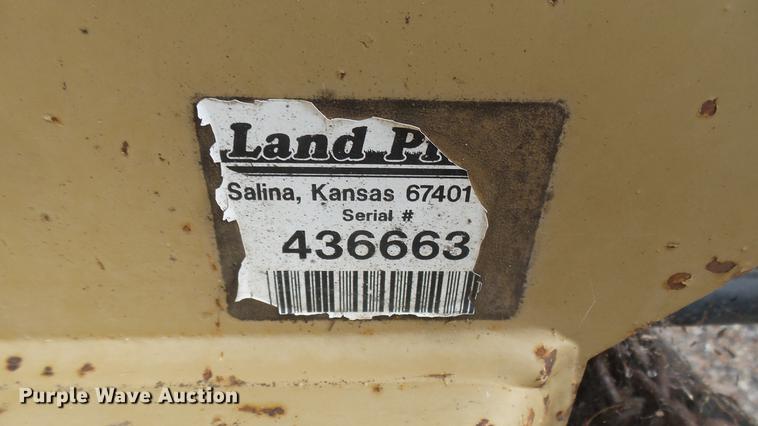 Land Pr
Salina, Kansas 67401
Serial #
436663
Purple Wave Auction